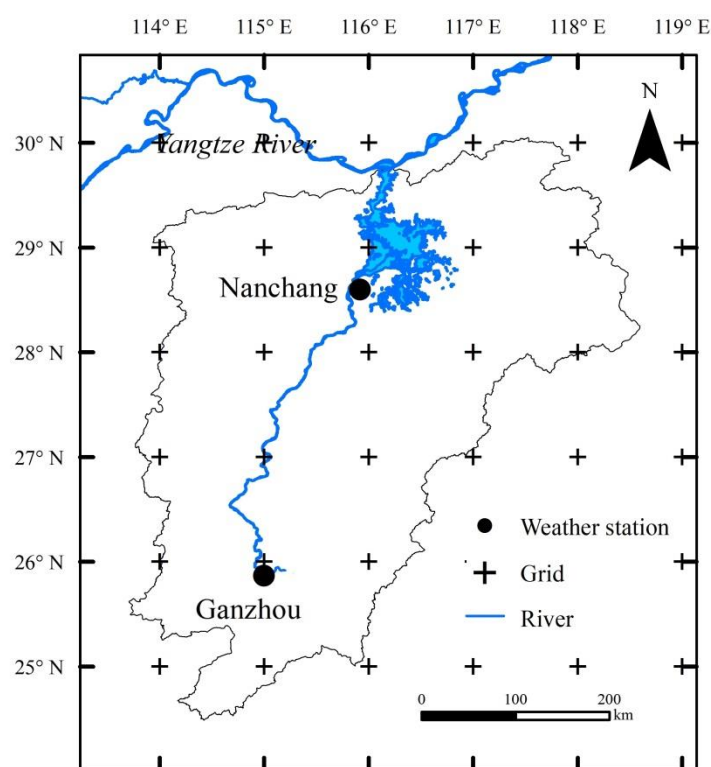 114° E 115° E 116° E 117° E 118° E 119° E
N
30° N
Yangtze River
29° N
Nanchang
28° N
27° N
Weather station
26° N
Grid
Ganzhou
River
25° N
0 100 200
km